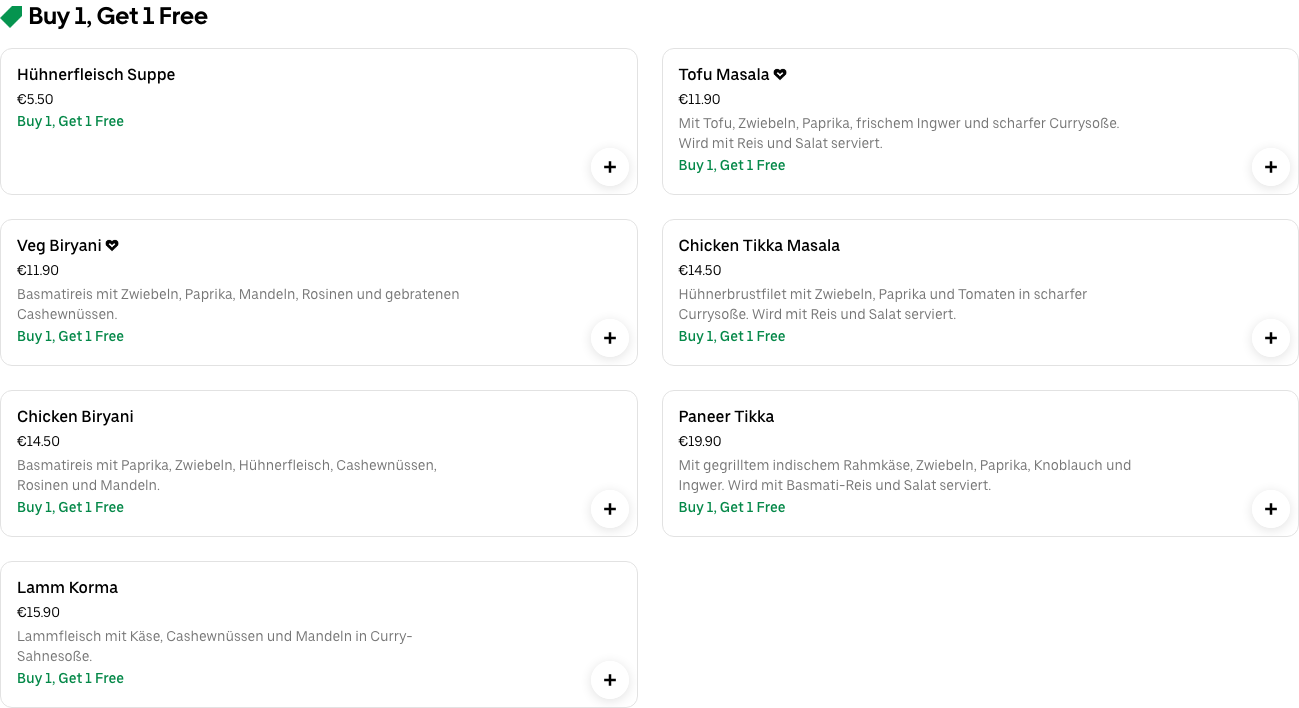 Buy 1, Get 1 Free
Hühnerfleisch Suppe
€5.50
Buy 1, Get 1 Free
Tofu Masala
€11.90
Mit Tofu, Zwiebeln, Paprika, frischem Ingwer und scharfer Currysoße.
Wird mit Reis und Salat serviert.
Buy 1, Get 1 Free
Veg Biryani
€11.90
Basmatireis mit Zwiebeln, Paprika, Mandeln, Rosinen und gebratenen
Cashewnüssen.
Buy 1, Get 1 Free
Chicken Tikka Masala
€14.50
Hühnerbrustfilet mit Zwiebeln, Paprika und Tomaten in scharfer
Currysoße. Wird mit Reis und Salat serviert.
Buy 1, Get 1 Free
Chicken Biryani
€14.50
Basmatireis mit Paprika, Zwiebeln, Hühnerfleisch, Cashewnüssen,
Rosinen und Mandeln.
Buy 1, Get 1 Free
Paneer Tikka
€19.90
Mit gegrilltem indischem Rahmkäse, Zwiebeln, Paprika, Knoblauch und
Ingwer. Wird mit Basmati-Reis und Salat serviert.
Buy 1, Get 1 Free
Lamm Korma
€15.90
Lammfleisch mit Käse, Cashewnüssen und Mandeln in Curry-
Sahnesoße.
Buy 1, Get 1 Free